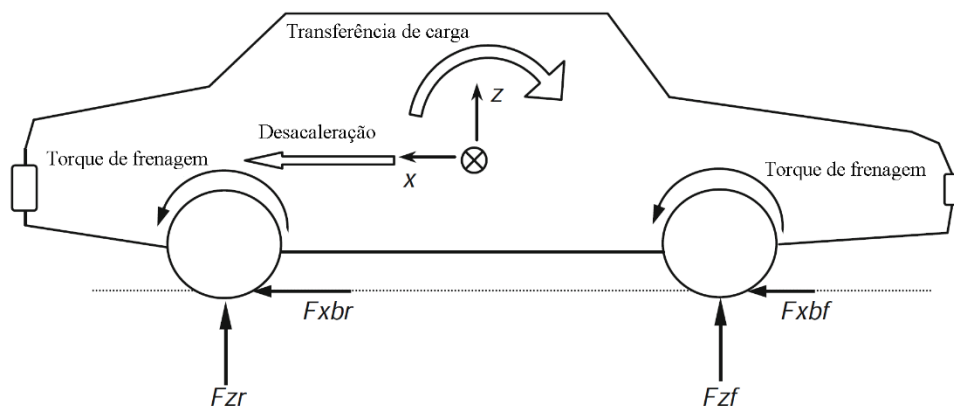 Transferência de carga
z
Desacaleração
Torque de frenagem
x
Torque de frenagem
Fxbr
Fxbf
Fzr
Fzf